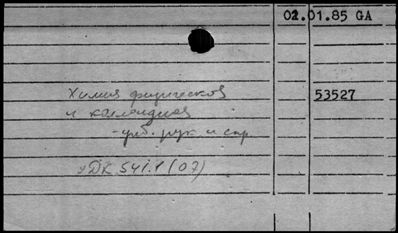 02.01.85 GA
Химия физическая 53527
и коллоидная
- учеб. рук. и спр.
УДК 541.1 (07)